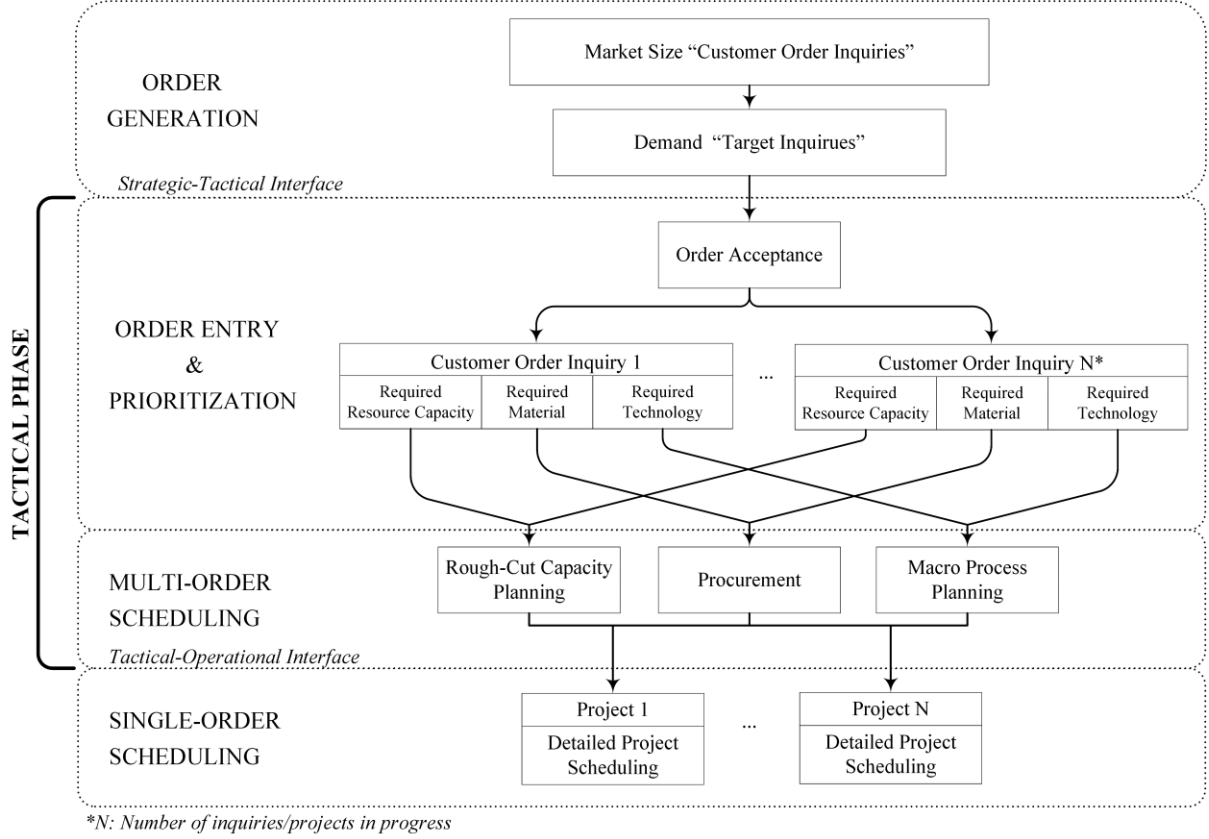 Market Size “Customer Order Inquiries”
ORDER
GENERATION
Demand “Target Inquirues”
Strategic-Tactical Interface
TACTICAL PHASE
Order Acceptance
ORDER ENTRY
&
PRIORITIZATION
Customer Order Inquiry 1
Required
Resource Capacity
Required
Material
Required
Technology
...
Customer Order Inquiry N*
Required
Resource Capacity
Required
Material
Required
Technology
MULTI-ORDER
SCHEDULING
Rough-Cut Capacity
Planning
Procurement
Macro Process
Planning
Tactical-Operational Interface
SINGLE-ORDER
SCHEDULING
Project 1
Detailed Project
Scheduling
...
Project N
Detailed Project
Scheduling
*N: Number of inquiries/projects in progress